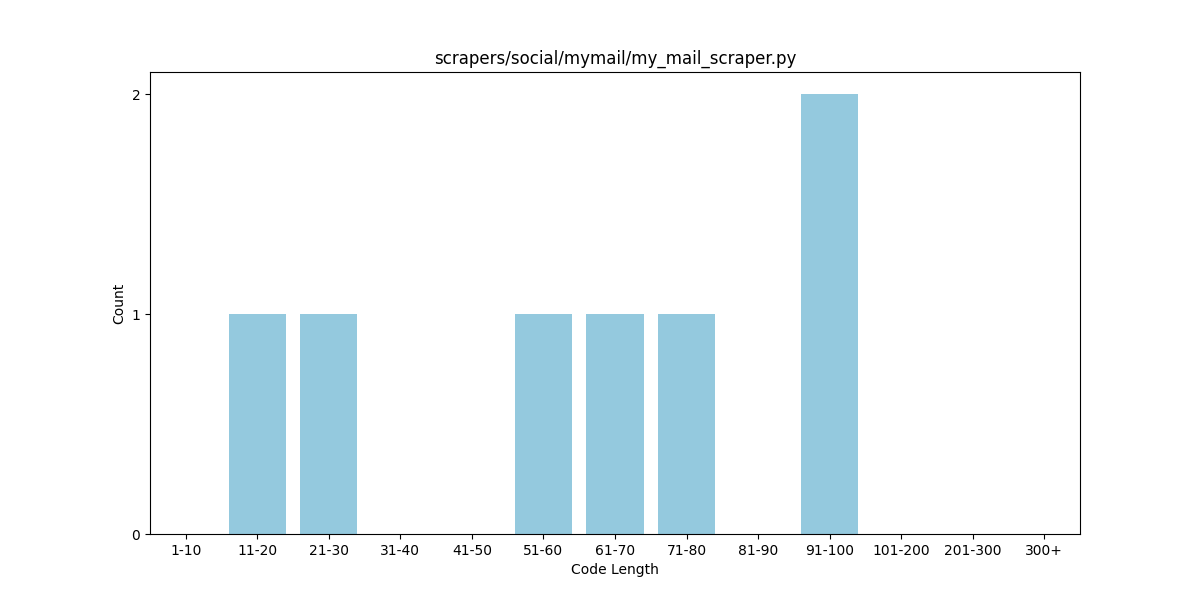 scrapers/social/mymail/my_mail_scraper.py
2
1
0
Count
1-10 11-20 21-30 31-40 41-50 51-60 61-70 71-80 81-90 91-100 101-200 201-300 300+
Code Length